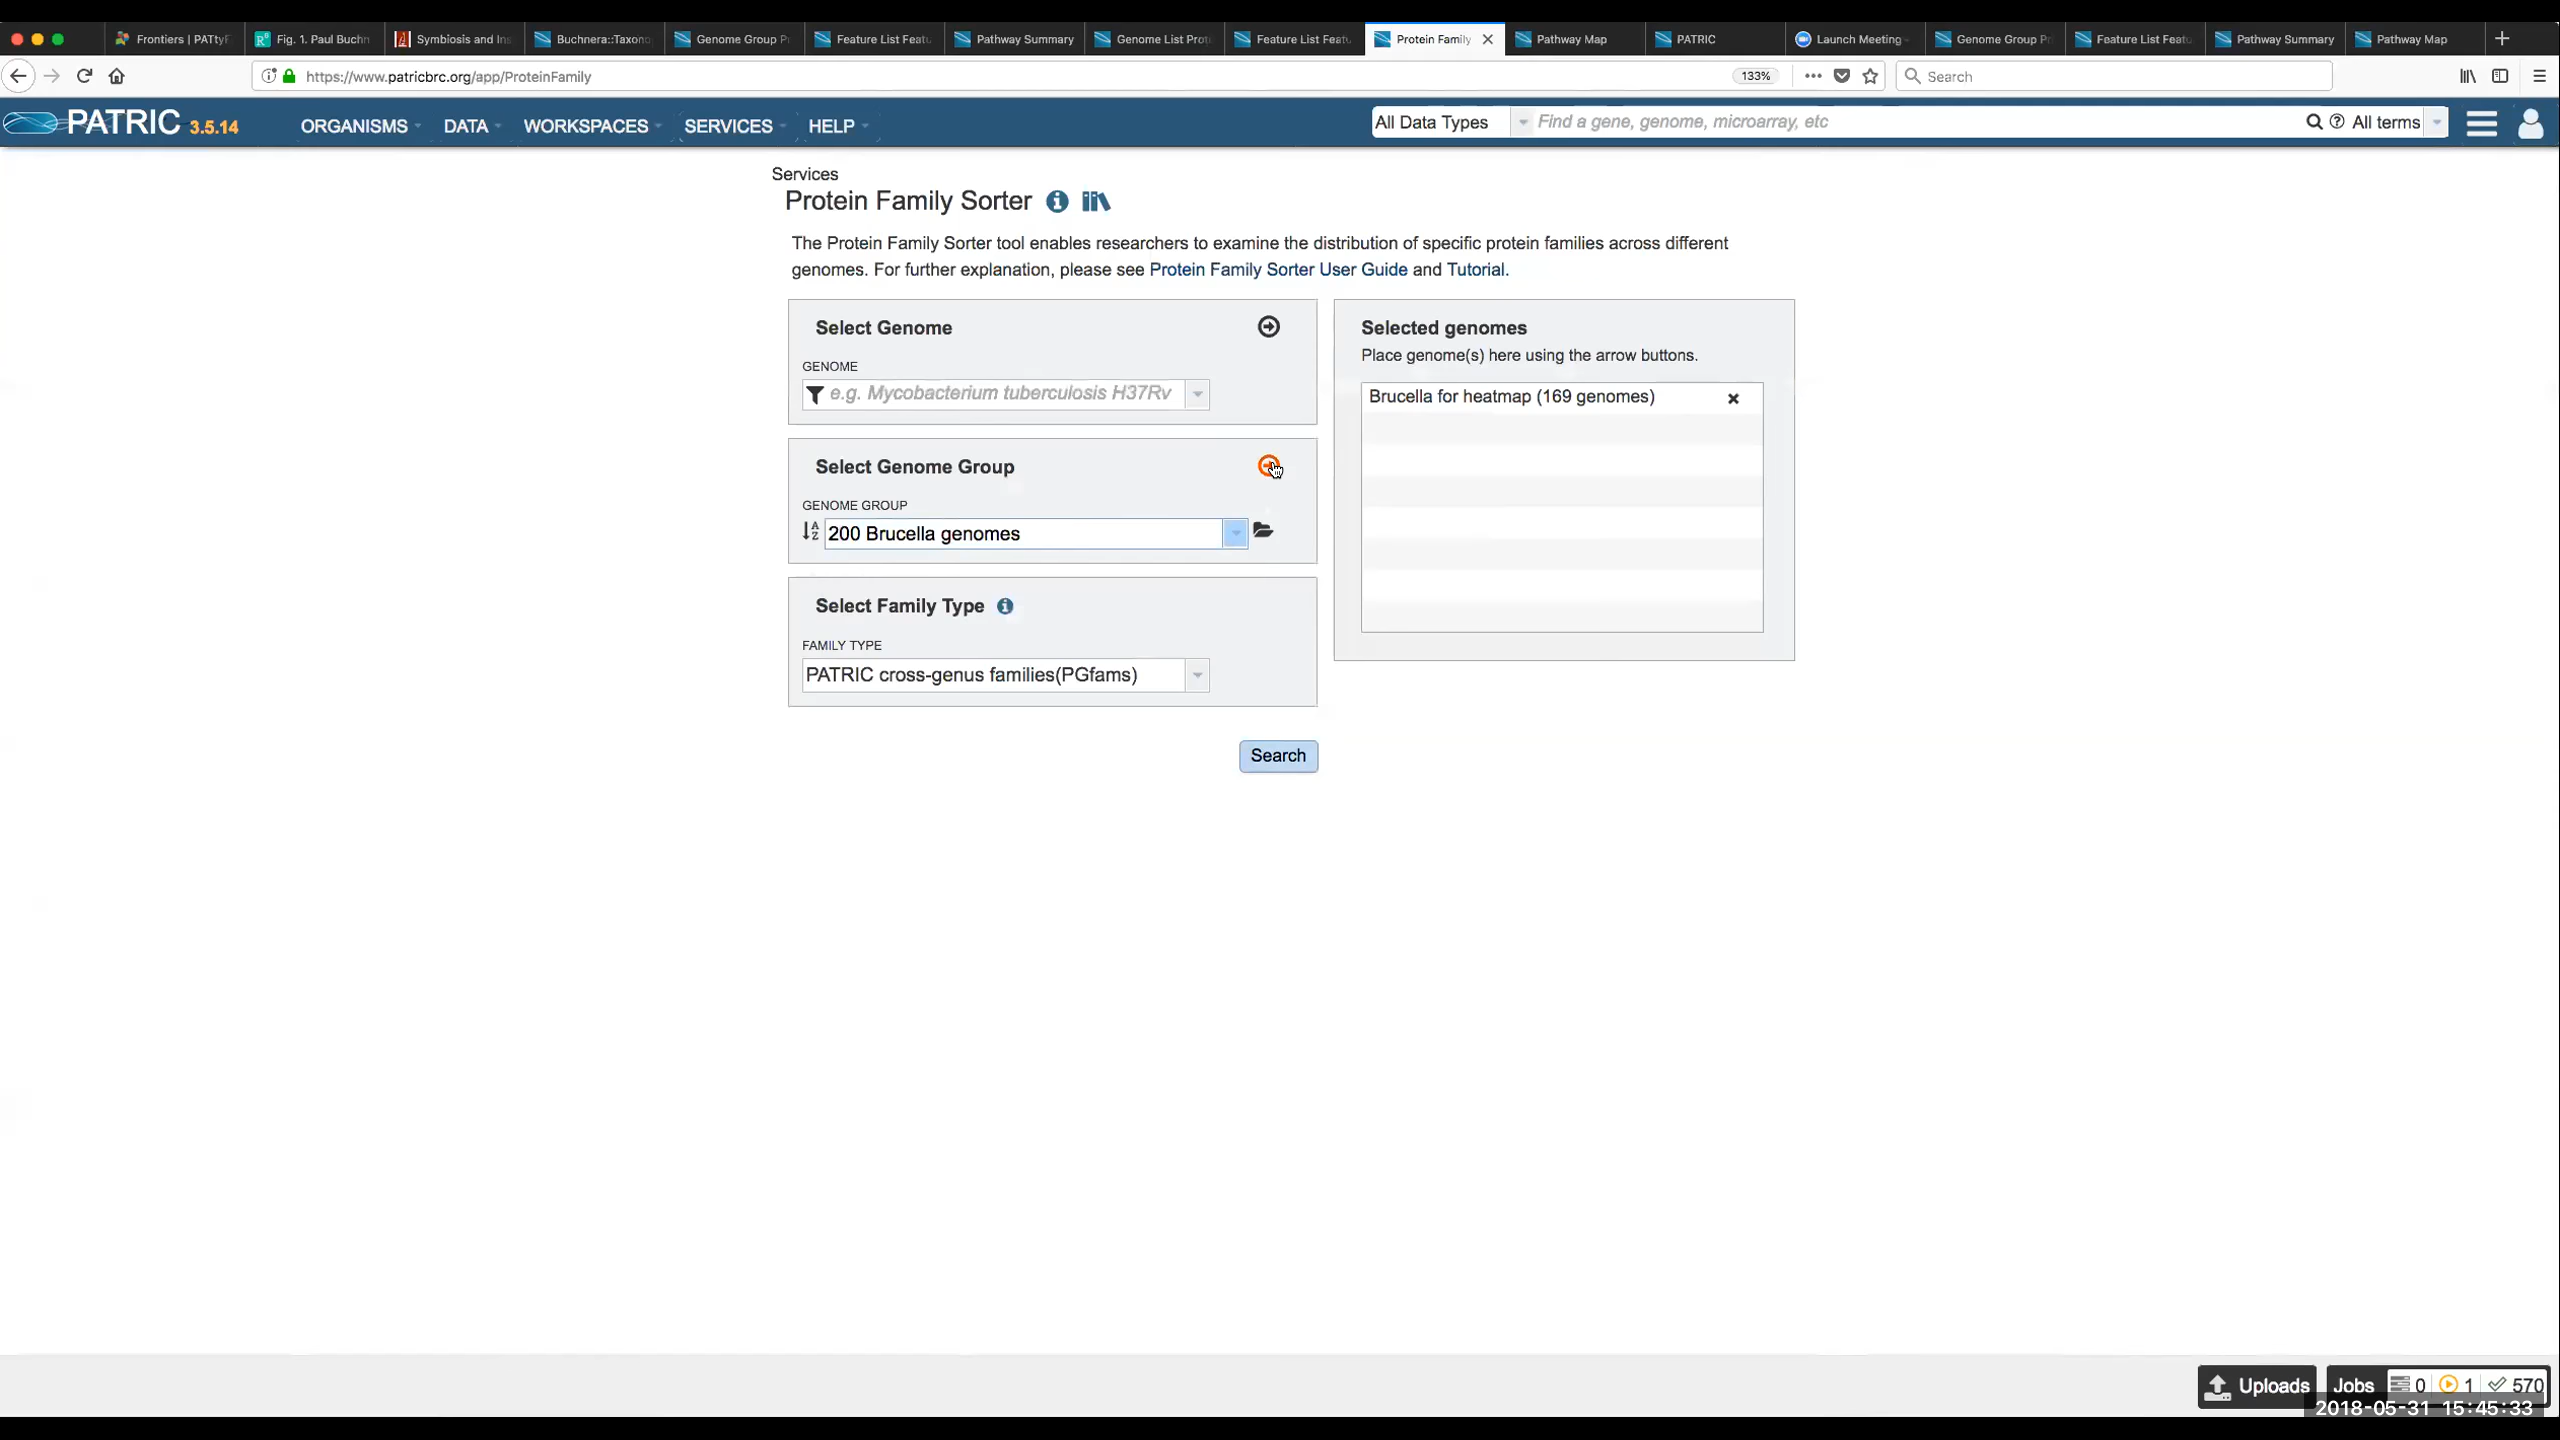 Frontiers | PATtyF
Fig. 1. Paul Buchn
Symbiosis and Ins
Buchnera::Taxono
Genome Group P
Feature List Featu
Pathway Summary
Genome List Prot
Feature List Featu
Protein Family
Pathway Map
PATRIC
Launch Meeting
Genome Group Pr
Feature List Featu
Pathway Summary
Pathway Map
https://www.patricbrc.org/app/ProteinFamily
133%
Search
PATRIC 3.5.14
ORGANISMS
DATA
WORKSPACES
SERVICES
HELP
All Data Types
Find a gene, genome, microarray, etc
All terms
Services
Protein Family Sorter
The Protein Family Sorter tool enables researchers to examine the distribution of specific protein families across different
genomes. For further explanation, please see Protein Family Sorter User Guide and Tutorial.
Select Genome
GENOME
e.g. Mycobacterium tuberculosis H37Rv
Select Genome Group
GENOME GROUP
200 Brucella genomes
Select Family Type
FAMILY TYPE
PATRIC cross-genus families(PGfams)
Search
Selected genomes
Place genome(s) here using the arrow buttons.
Brucella for heatmap (169 genomes)
Uploads
Jobs
0
1
570
2018-05-31 15:45:33